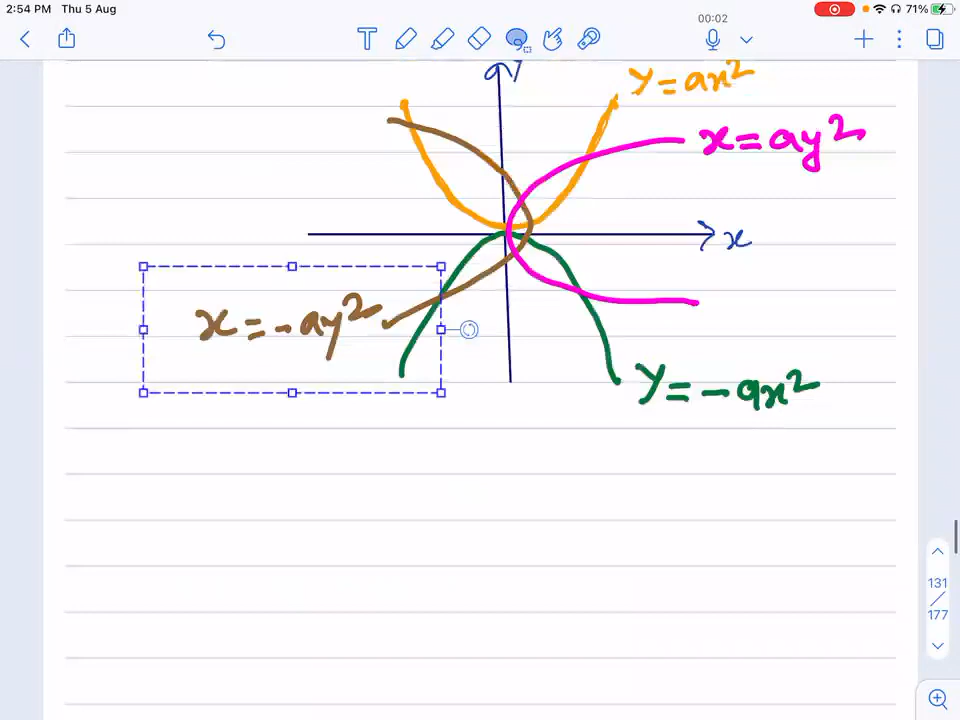 2:54 PM Thu 5 Aug
71%
00:02
T
y
y = ax²
x = ay²
x
x = -ay²
y = -ax²
131
177